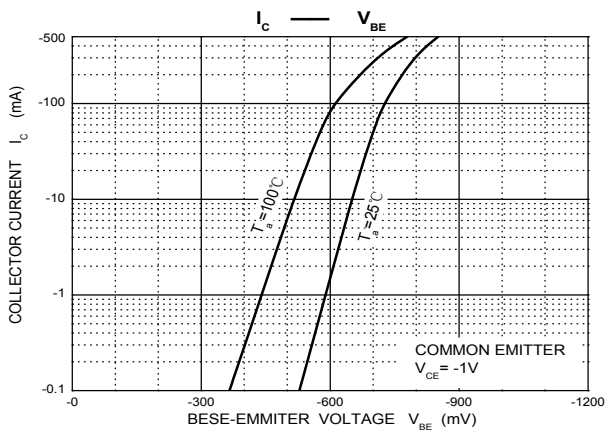 I_C —— V_BE
-500
-100
-10
-1
-0.1
COLLECTOR CURRENT I_C (mA)
T_a=100℃
T_a=25℃
COMMON EMITTER
V_CE= -1V
-0
-300
-600
-900
-1200
BESE-EMMITER VOLTAGE V_BE (mV)